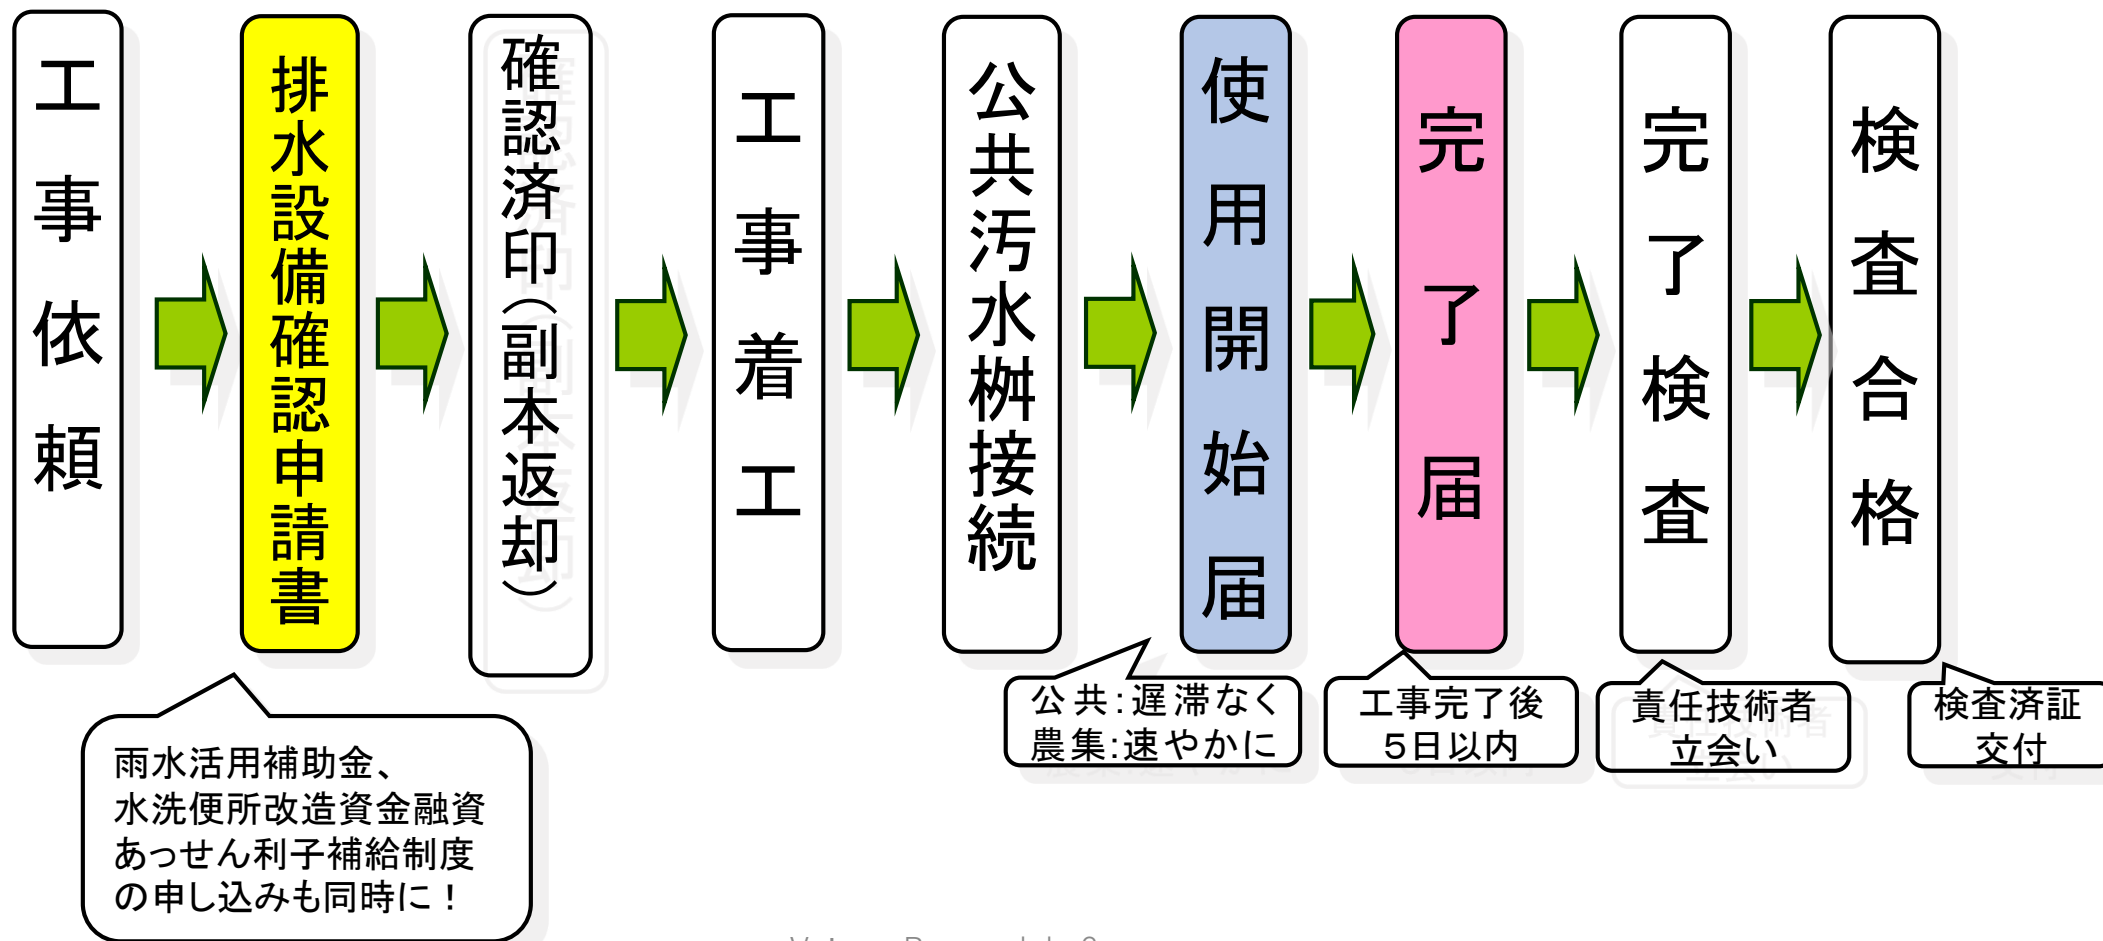 工事依頼
排水設備確認申請書
確認済印(副本返却)
工事着工
公共汚水桝接続
使用開始届
完了届
完了検査
検査合格
雨水活用補助金、
水洗便所改造資金融資
あっせん利子補給制度
の申し込みも同時に！
公共:遅滞なく
農集:速やかに
工事完了後
５日以内
責任技術者
立会い
検査済証
交付